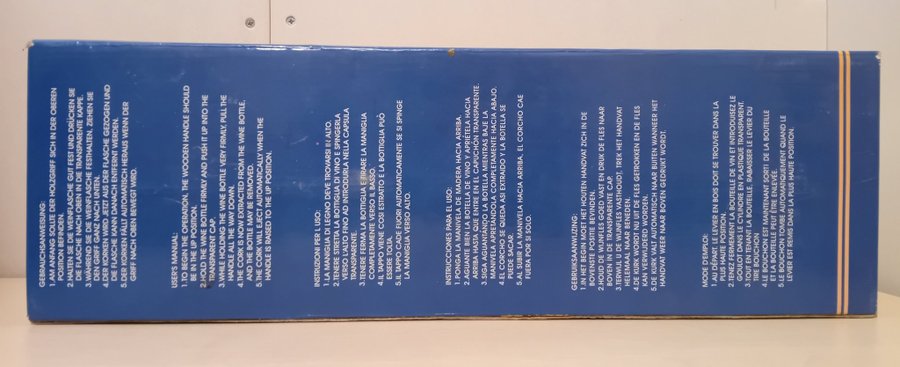 GEBRAUCHSANWEISUNG:
1.AM ANFANG SOLLTE DER HOLZGRIFF SICH IN DER OBEREN
POSITION BEFINDEN.
2.HALTEN SIE DIE WEINFLASCHE GUT FEST UND DRÜCKEN SIE
DIE FLASCHE NACH OBEN IN DIE TRANSPARENTE KAPPE.
3.WÄHREND SIE DIE WEINFLASCHE FESTHALTEN, ZIEHEN SIE
DEN GRIFF GANZ NACH UNTEN.
4.DER KORKEN WIRD JETZT AUS DER FLASCHE GEZOGEN UND
DIE WEINFLASCHE KANN ENTFERNT WERDEN.
5.DER KORKEN FÄLLT AUTOMATISCH HERAUS WENN DER
GRIFF NACH OBEN BEWEGT WIRD.
USER'S MANUAL:
1.TO BEGIN THE OPERATION, THE WOODEN HANDLE SHOULD
BE IN THE UP POSITION.
2.HOLD THE WINE BOTTLE FIRMLY AND PUSH IT UP INTO THE
TRANSPARENT CAP.
3.WHILE HOLDING THE WINE BOTTLE VERY FIRMLY, PULL THE
HANDLE ALL THE WAY DOWN.
4.THE CORK IS NOW EXTRACTED FROM THE WINE BOTTLE,
AND THE BOTTLE MAY BE REMOVED.
5.THE CORK WILL EJECT AUTOMATICALLY WHEN THE
HANDLE IS RAISED TO THE UP POSITION.
INSTRUZIONI PER L'USO:
1.LA MANIGLIA DI LEGNO DEVE TROVARSI IN ALTO.
2.TENERE FERMA LA BOTTIGLIA DI VINO E SPINGERLA
VERSO L'ALTO FINO AD INTRODURLA NELLA CAPSULA
TRASPARENTE.
3.TENERE FERMA LA BOTTIGLIA E TIRARE LA MANIGLIA
COMPLETAMENTE VERSO IL BASSO.
4.IL TAPPO VIENE COSI ESTRATTO E LA BOTTIGLIA PUÒ
ESSERE TOLTA.
5.IL TAPPO CADE FUORI AUTOMATICAMENTE SE SI SPINGE
LA MANIGLIA VERSO ALTO.
INSTRUCCIONES PARA EL USO:
1.PONGA LA MANIVELA DE MADERA HACIA ARRIBA.
2.AGUANTE BIEN LA BOTELLA DE VINO Y APRIÉTELA HACIA
ARRIBA HASTA QUE ENTRE EN EL CAPUCHÓN TRANSPARENTE.
3.SIGA AGUANTANDO LA BOTELLA MIENTRAS BAJE LA
MANIVELA APRETÁNDOLA COMPLETAMENTE HACIA ABAJO.
4.EL CORCHO SE QUEDA ASÍ EXTRAÍDO Y LA BOTELLA SE
PUEDE SACAR.
5.AL SUBIR LA MANIVELA HACIA ARRIBA, EL CORCHO CAE
FUERA POR SI SOLO.
GEBRUIKSAANWIJZING:
1.IN HET BEGIN MOET HET HOUTEN HANDVAT ZICH IN DE
BOVENSTE POSITIE BEVINDEN.
2.HOUD DE WIJNFLES GOED VAST EN DRUK DE FLES NAAR
BOVEN IN DE TRANSPARENTE CAP.
3.TERWIJL U DE WIJNFLES VASTHOUDT, TREK HET HANDVAT
HELEMAAL NAAR BENEDEN.
4.DE KURK WORDT NU UIT DE FLES GETROKKEN EN DE FLES
KAN VERWIJDERD WORDEN.
5.DE KURK VALT AUTOMATISCH NAAR BUITEN WANNEER HET
HANDVAT WEER NAAR BOVEN GEDRUKT WORDT.
MODE D'EMPLOI:
1.AU DÉPART, LE LEVIER EN BOIS DOIT SE TROUVER DANS LA
PLUS HAUTE POSITION.
2.TENEZ FERMEMENT LA BOUTEILLE DE VIN ET INTRODUISEZ LE
GOULOT DANS LE CYLINDRE EN PLASTIQUE TRANSPARENT.
3.TOUT EN TENANT LA BOUTEILLE, RABAISSER LE LEVIER DU
TIRE BOUCHON
4.LE BOUCHON EST MAINTENANT SORTI DE LA BOUTEILLE
ET LA BOUTEILLE PEUT ÊTRE ENLEVÉE.
5.LE BOUCHON TOMBE AUTOMATIQUEMENT QUAND LE
LEVIER EST REMIS DANS LA PLUS HAUTE POSITION.